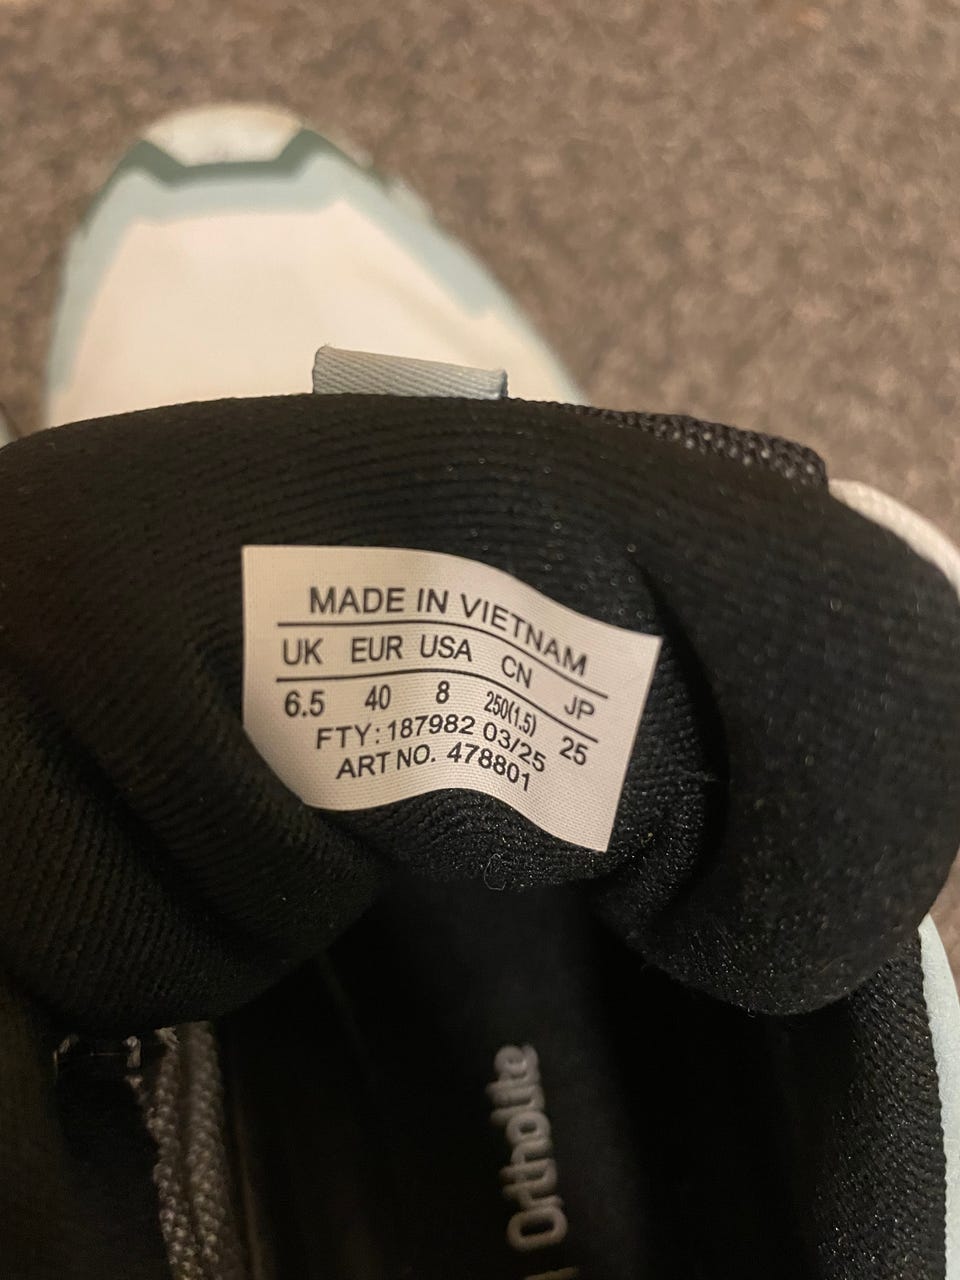 MADE IN VIETNAM
UK EUR USA CN JP
6.5 40 8 250(1.5) 25
FTY: 187982 03/25
ART NO. 478801
Ortholite